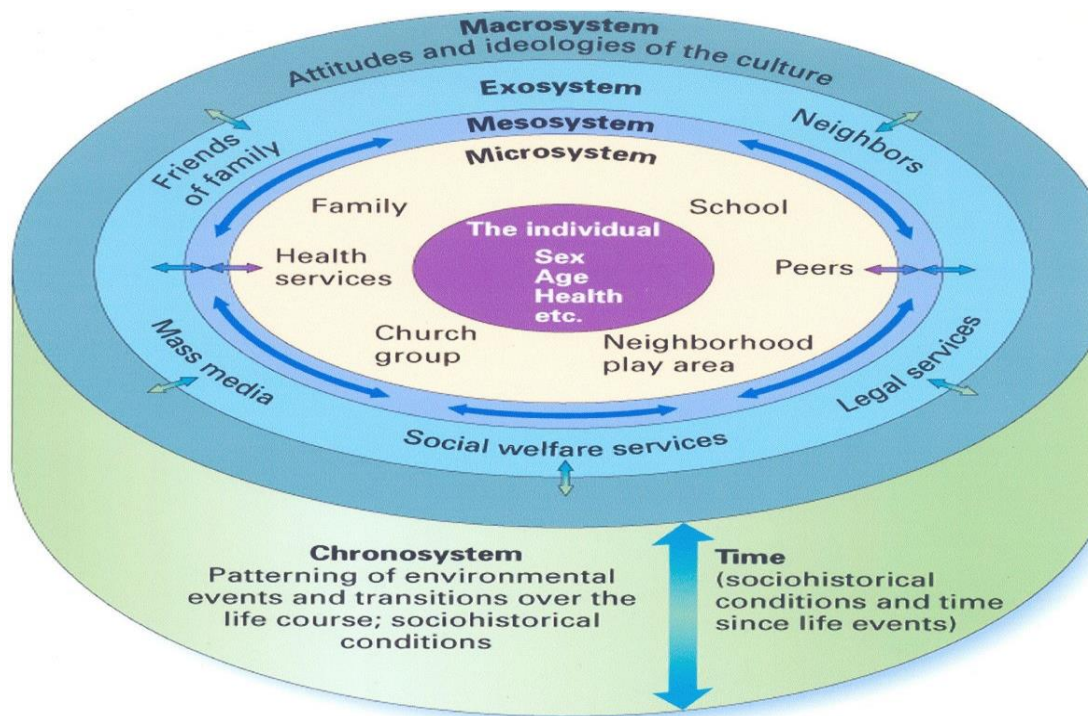 Macrosystem
Attitudes and ideologies of the culture
Exosystem
Mesosystem
Microsystem
Friends
of family
Neighbors
Family
School
The individual
Sex
Age
Health
etc.
Health
services
Peers
Church
group
Neighborhood
play area
Mass media
Legal services
Social welfare services
Chronosystem
Patterning of environmental
events and transitions over the
life course; sociohistorical
conditions
Time
(sociohistorical
conditions and time
since life events)